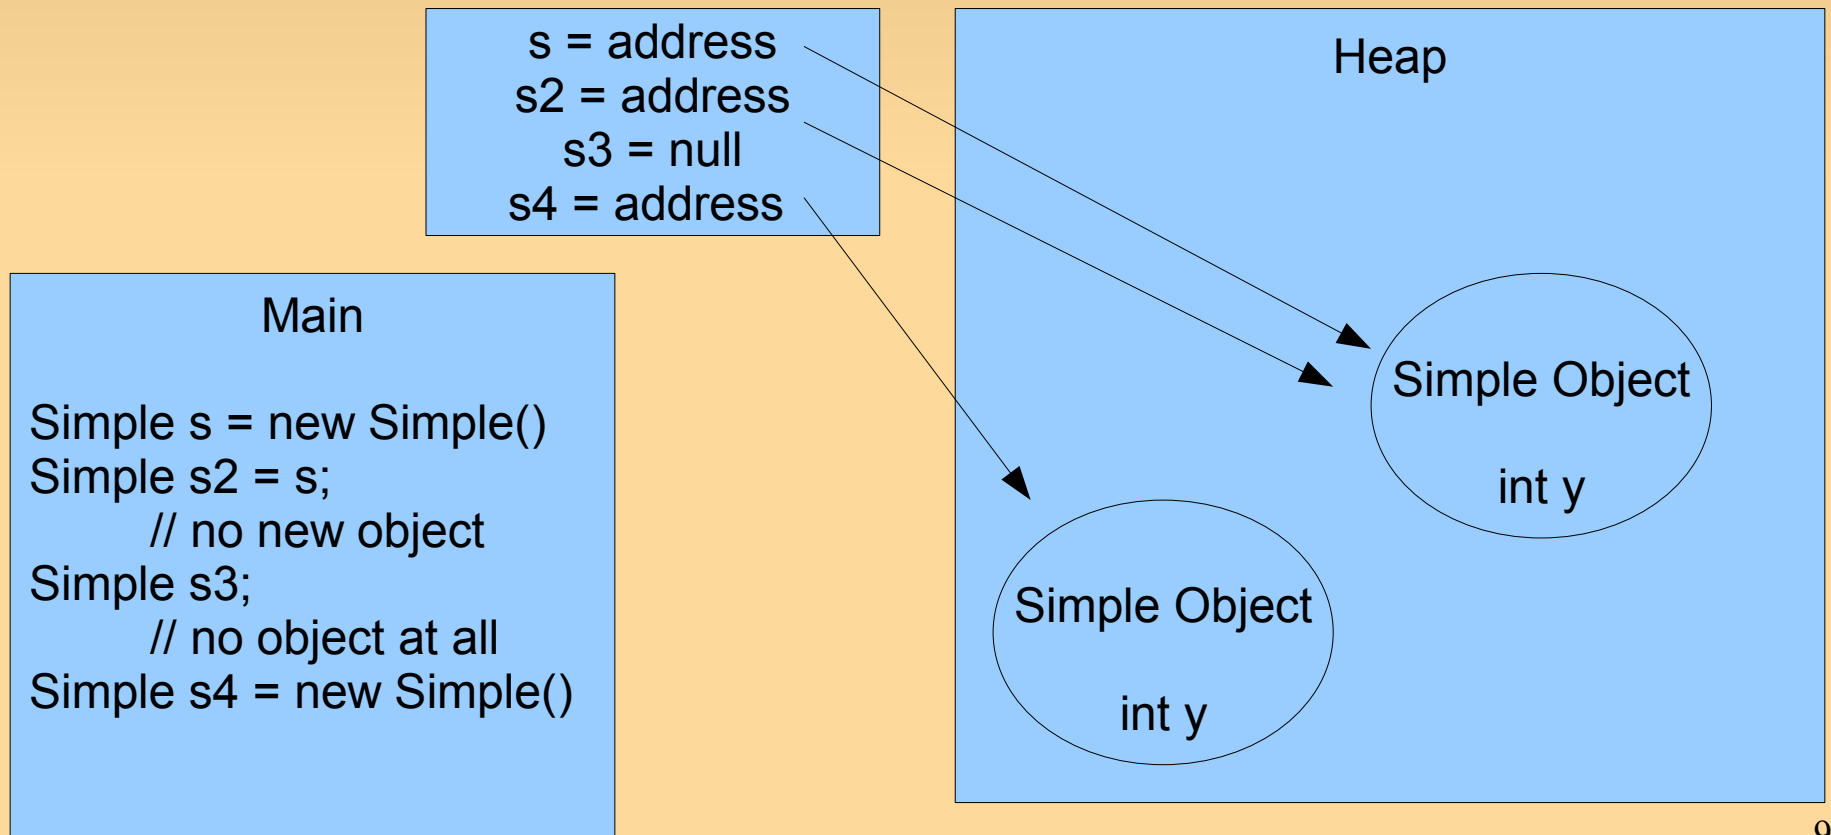 s = address
s2 = address
s3 = null
s4 = address
Heap
Main
Simple s = new Simple()
Simple s2 = s;
// no new object
Simple s3;
// no object at all
Simple s4 = new Simple()
Simple Object
int y
Simple Object
int y
9